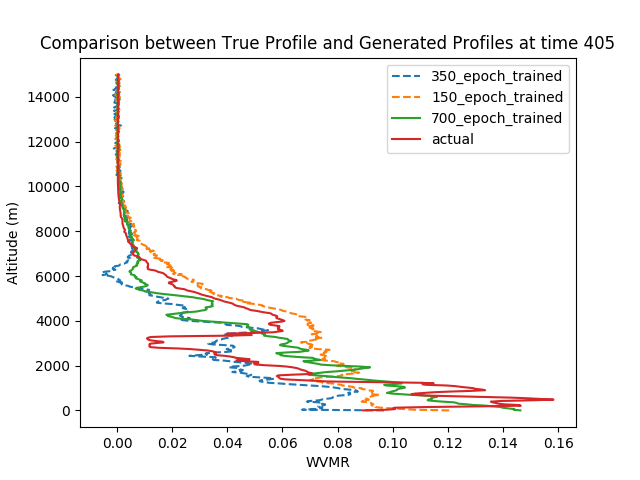 Comparison between True Profile and Generated Profiles at time 405
350_epoch_trained
150_epoch_trained
700_epoch_trained
actual
14000
12000
10000
8000
6000
4000
2000
0
Altitude (m)
0.00 0.02 0.04 0.06 0.08 0.10 0.12 0.14 0.16
WVMR